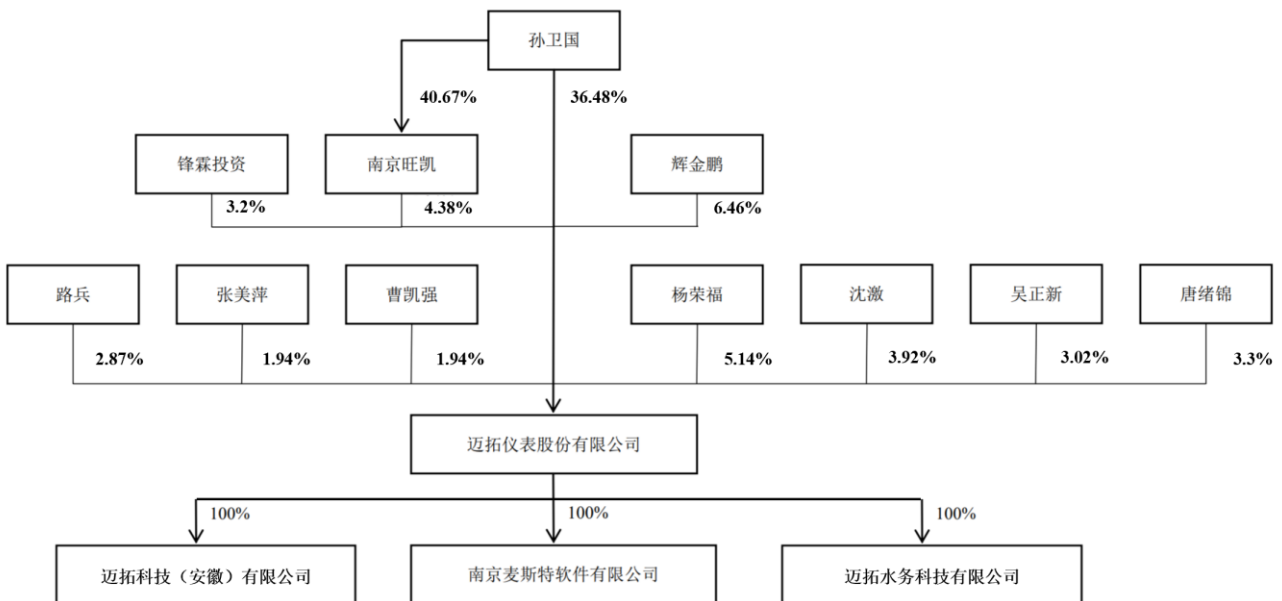 孙卫国
40.67%
36.48%
锋霖投资
南京旺凯
辉金鹏
3.2%
4.38%
6.46%
路兵
张美萍
曹凯强
杨荣福
沈激
吴正新
唐绪锦
2.87%
1.94%
1.94%
5.14%
3.92%
3.02%
3.3%
迈拓仪表股份有限公司
100%
100%
100%
迈拓科技（安徽）有限公司
南京麦斯特软件有限公司
迈拓水务科技有限公司